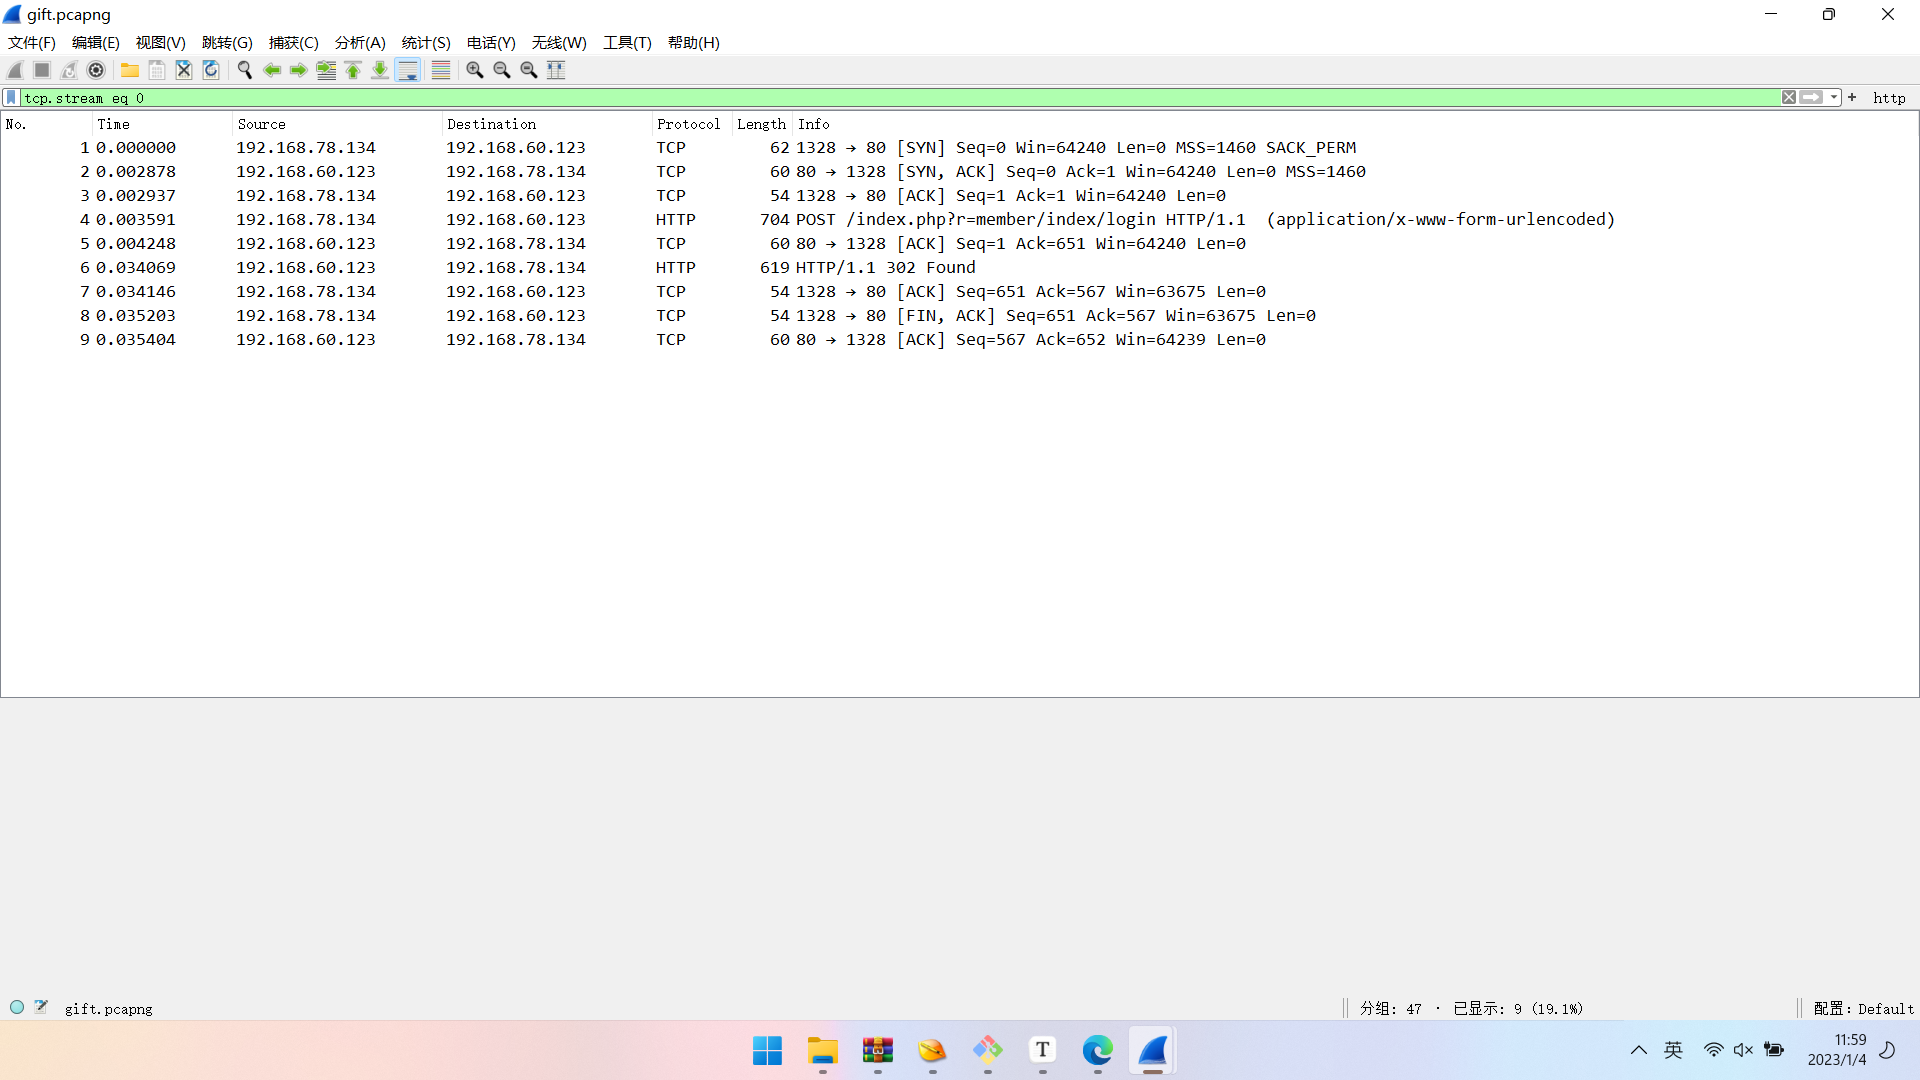 gift.pcapng
文件(F) 编辑(E) 视图(V) 跳转(G) 捕获(C) 分析(A) 统计(S) 电话(Y) 无线(W) 工具(T) 帮助(H)
tcp.stream eq 0 + http
No. Time Source Destination Protocol Length Info
1 0.000000 192.168.78.134 192.168.60.123 TCP 62 1328 → 80 [SYN] Seq=0 Win=64240 Len=0 MSS=1460 SACK_PERM
2 0.002878 192.168.60.123 192.168.78.134 TCP 60 80 → 1328 [SYN, ACK] Seq=0 Ack=1 Win=64240 Len=0 MSS=1460
3 0.002937 192.168.78.134 192.168.60.123 TCP 54 1328 → 80 [ACK] Seq=1 Ack=1 Win=64240 Len=0
4 0.003591 192.168.78.134 192.168.60.123 HTTP 704 POST /index.php?r=member/index/login HTTP/1.1 (application/x-www-form-urlencoded)
5 0.004248 192.168.60.123 192.168.78.134 TCP 60 80 → 1328 [ACK] Seq=1 Ack=651 Win=64240 Len=0
6 0.034069 192.168.60.123 192.168.78.134 HTTP 619 HTTP/1.1 302 Found
7 0.034146 192.168.78.134 192.168.60.123 TCP 54 1328 → 80 [ACK] Seq=651 Ack=567 Win=63675 Len=0
8 0.035203 192.168.78.134 192.168.60.123 TCP 54 1328 → 80 [FIN, ACK] Seq=651 Ack=567 Win=63675 Len=0
9 0.035404 192.168.60.123 192.168.78.134 TCP 60 80 → 1328 [ACK] Seq=567 Ack=652 Win=64239 Len=0
gift.pcapng 分组: 47 · 已显示: 9 (19.1%) 配置: Default
T 英 11:59
2023/1/4